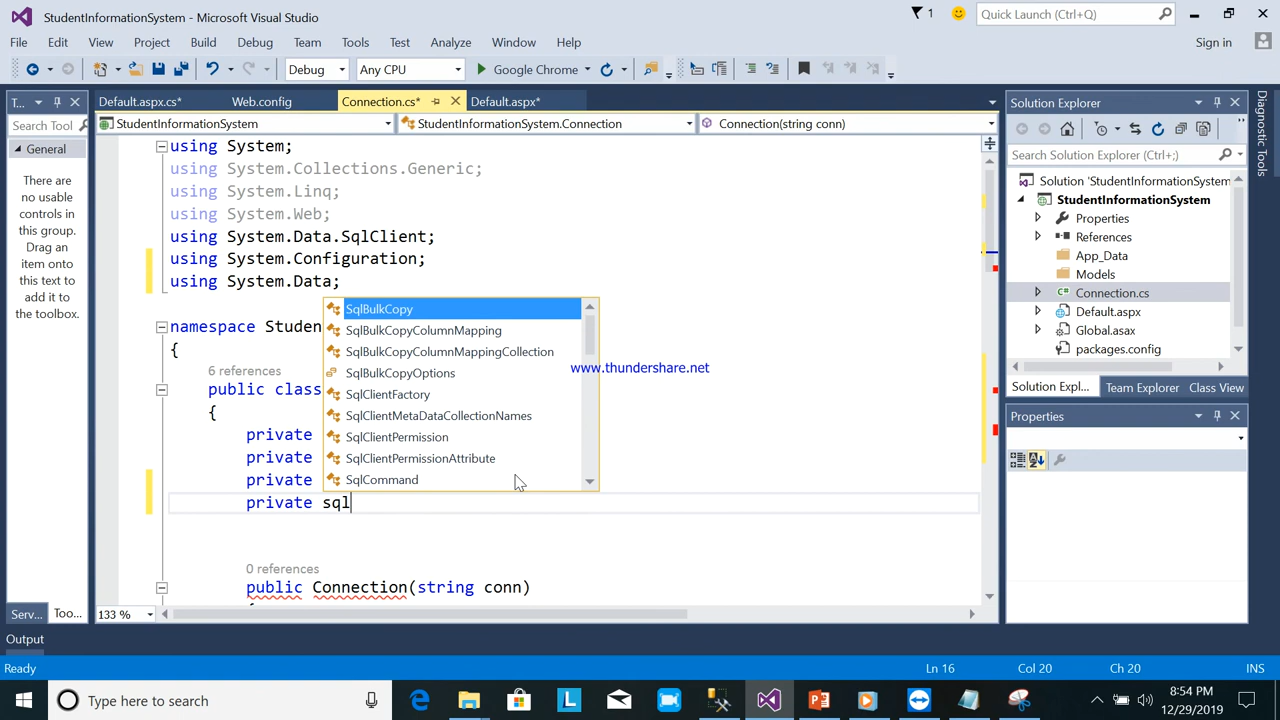 StudentInformationSystem - Microsoft Visual Studio
1
Quick Launch (Ctrl+Q)
File Edit View Project Build Debug Team Tools Test Analyze Window Help
Sign in
Debug Any CPU Google Chrome
T... Default.aspx.cs* Web.config Connection.cs* Default.aspx*
Solution Explorer
Search Tool
StudentInformationSystem StudentInformationSystem.Connection Connection(string conn)
General
There are
no usable
controls in
this group.
Drag an
item onto
this text to
add it to
the toolbox.
using System;
using System.Collections.Generic;
using System.Linq;
using System.Web;
using System.Data.SqlClient;
using System.Configuration;
using System.Data;
namespace Studen
{
6 references
public class
{
private
private
private
private sql
0 references
public Connection(string conn)
SqlBulkCopy
SqlBulkCopyColumnMapping
SqlBulkCopyColumnMappingCollection
SqlBulkCopyOptions
SqlClientFactory
SqlClientMetaDataCollectionNames
SqlClientPermission
SqlClientPermissionAttribute
SqlCommand
www.thundershare.net
Search Solution Explorer (Ctrl+;)
Solution 'StudentInformationSystem
StudentInformationSystem
Properties
References
App_Data
Models
Connection.cs
Default.aspx
Global.asax
packages.config
Solution Expl... Team Explorer Class View
Properties
Diagnostic Tools
Serv... Too...
133 %
Output
Ready
Ln 16 Col 20 Ch 20 INS
Type here to search
8:54 PM
12/29/2019